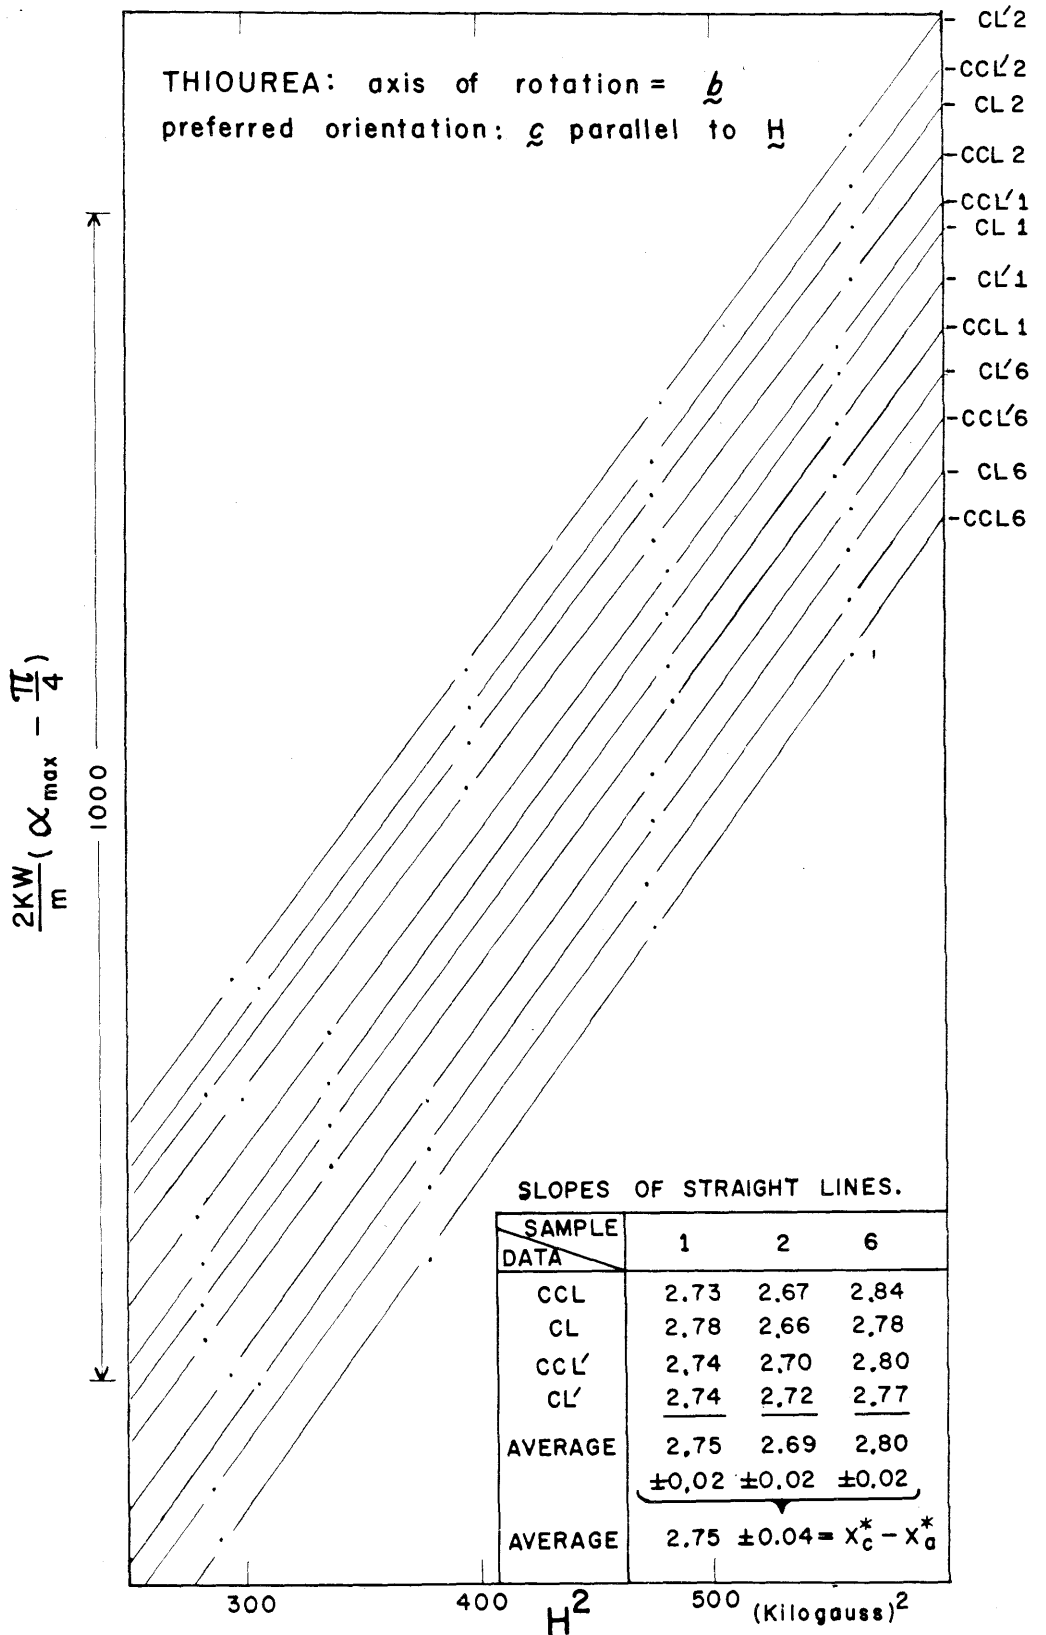 THIOUREA: axis of rotation = b
preferred orientation: c parallel to H
CL'2
CCL'2
CL 2
CCL 2
CCL'1
CL 1
CL'1
CCL 1
CL'6
CCL'6
CL 6
CCL6
2KW/m (αmax − π/4)
1000
SLOPES OF STRAIGHT LINES.
SAMPLE 1 2 6
DATA
CCL 2.73 2.67 2.84
CL 2.78 2.66 2.78
CCL' 2.74 2.70 2.80
CL' 2.74 2.72 2.77
AVERAGE 2.75 2.69 2.80
±0.02 ±0.02 ±0.02
AVERAGE 2.75 ±0.04 = X*c − X*a
300 400 500 (Kilogauss)²
H²